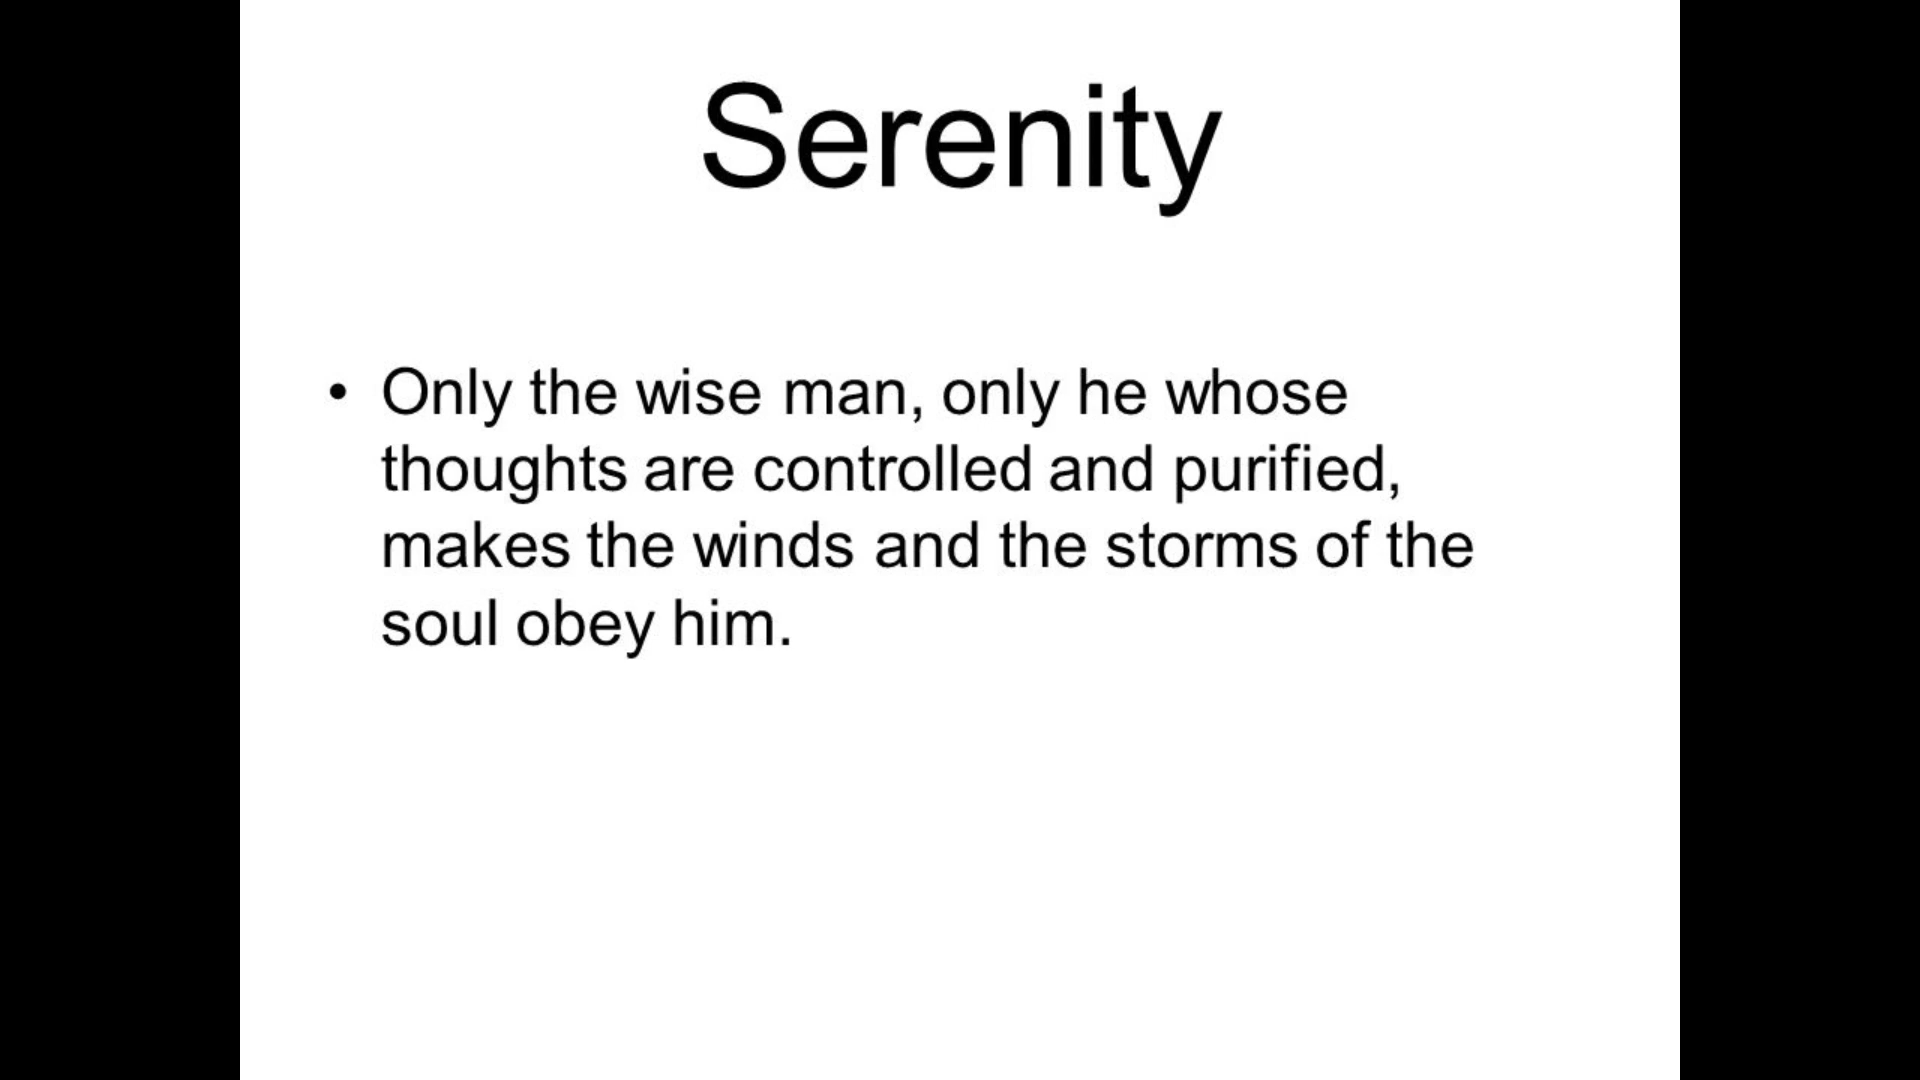 Serenity
• Only the wise man, only he whose
thoughts are controlled and purified,
makes the winds and the storms of the
soul obey him.